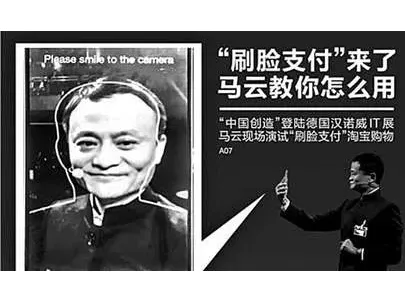 Please smile to the camera
“刷脸支付”来了
马云教你怎么用
“中国创造”登陆德国汉诺威IT展
马云现场演试“刷脸支付”淘宝购物
A07